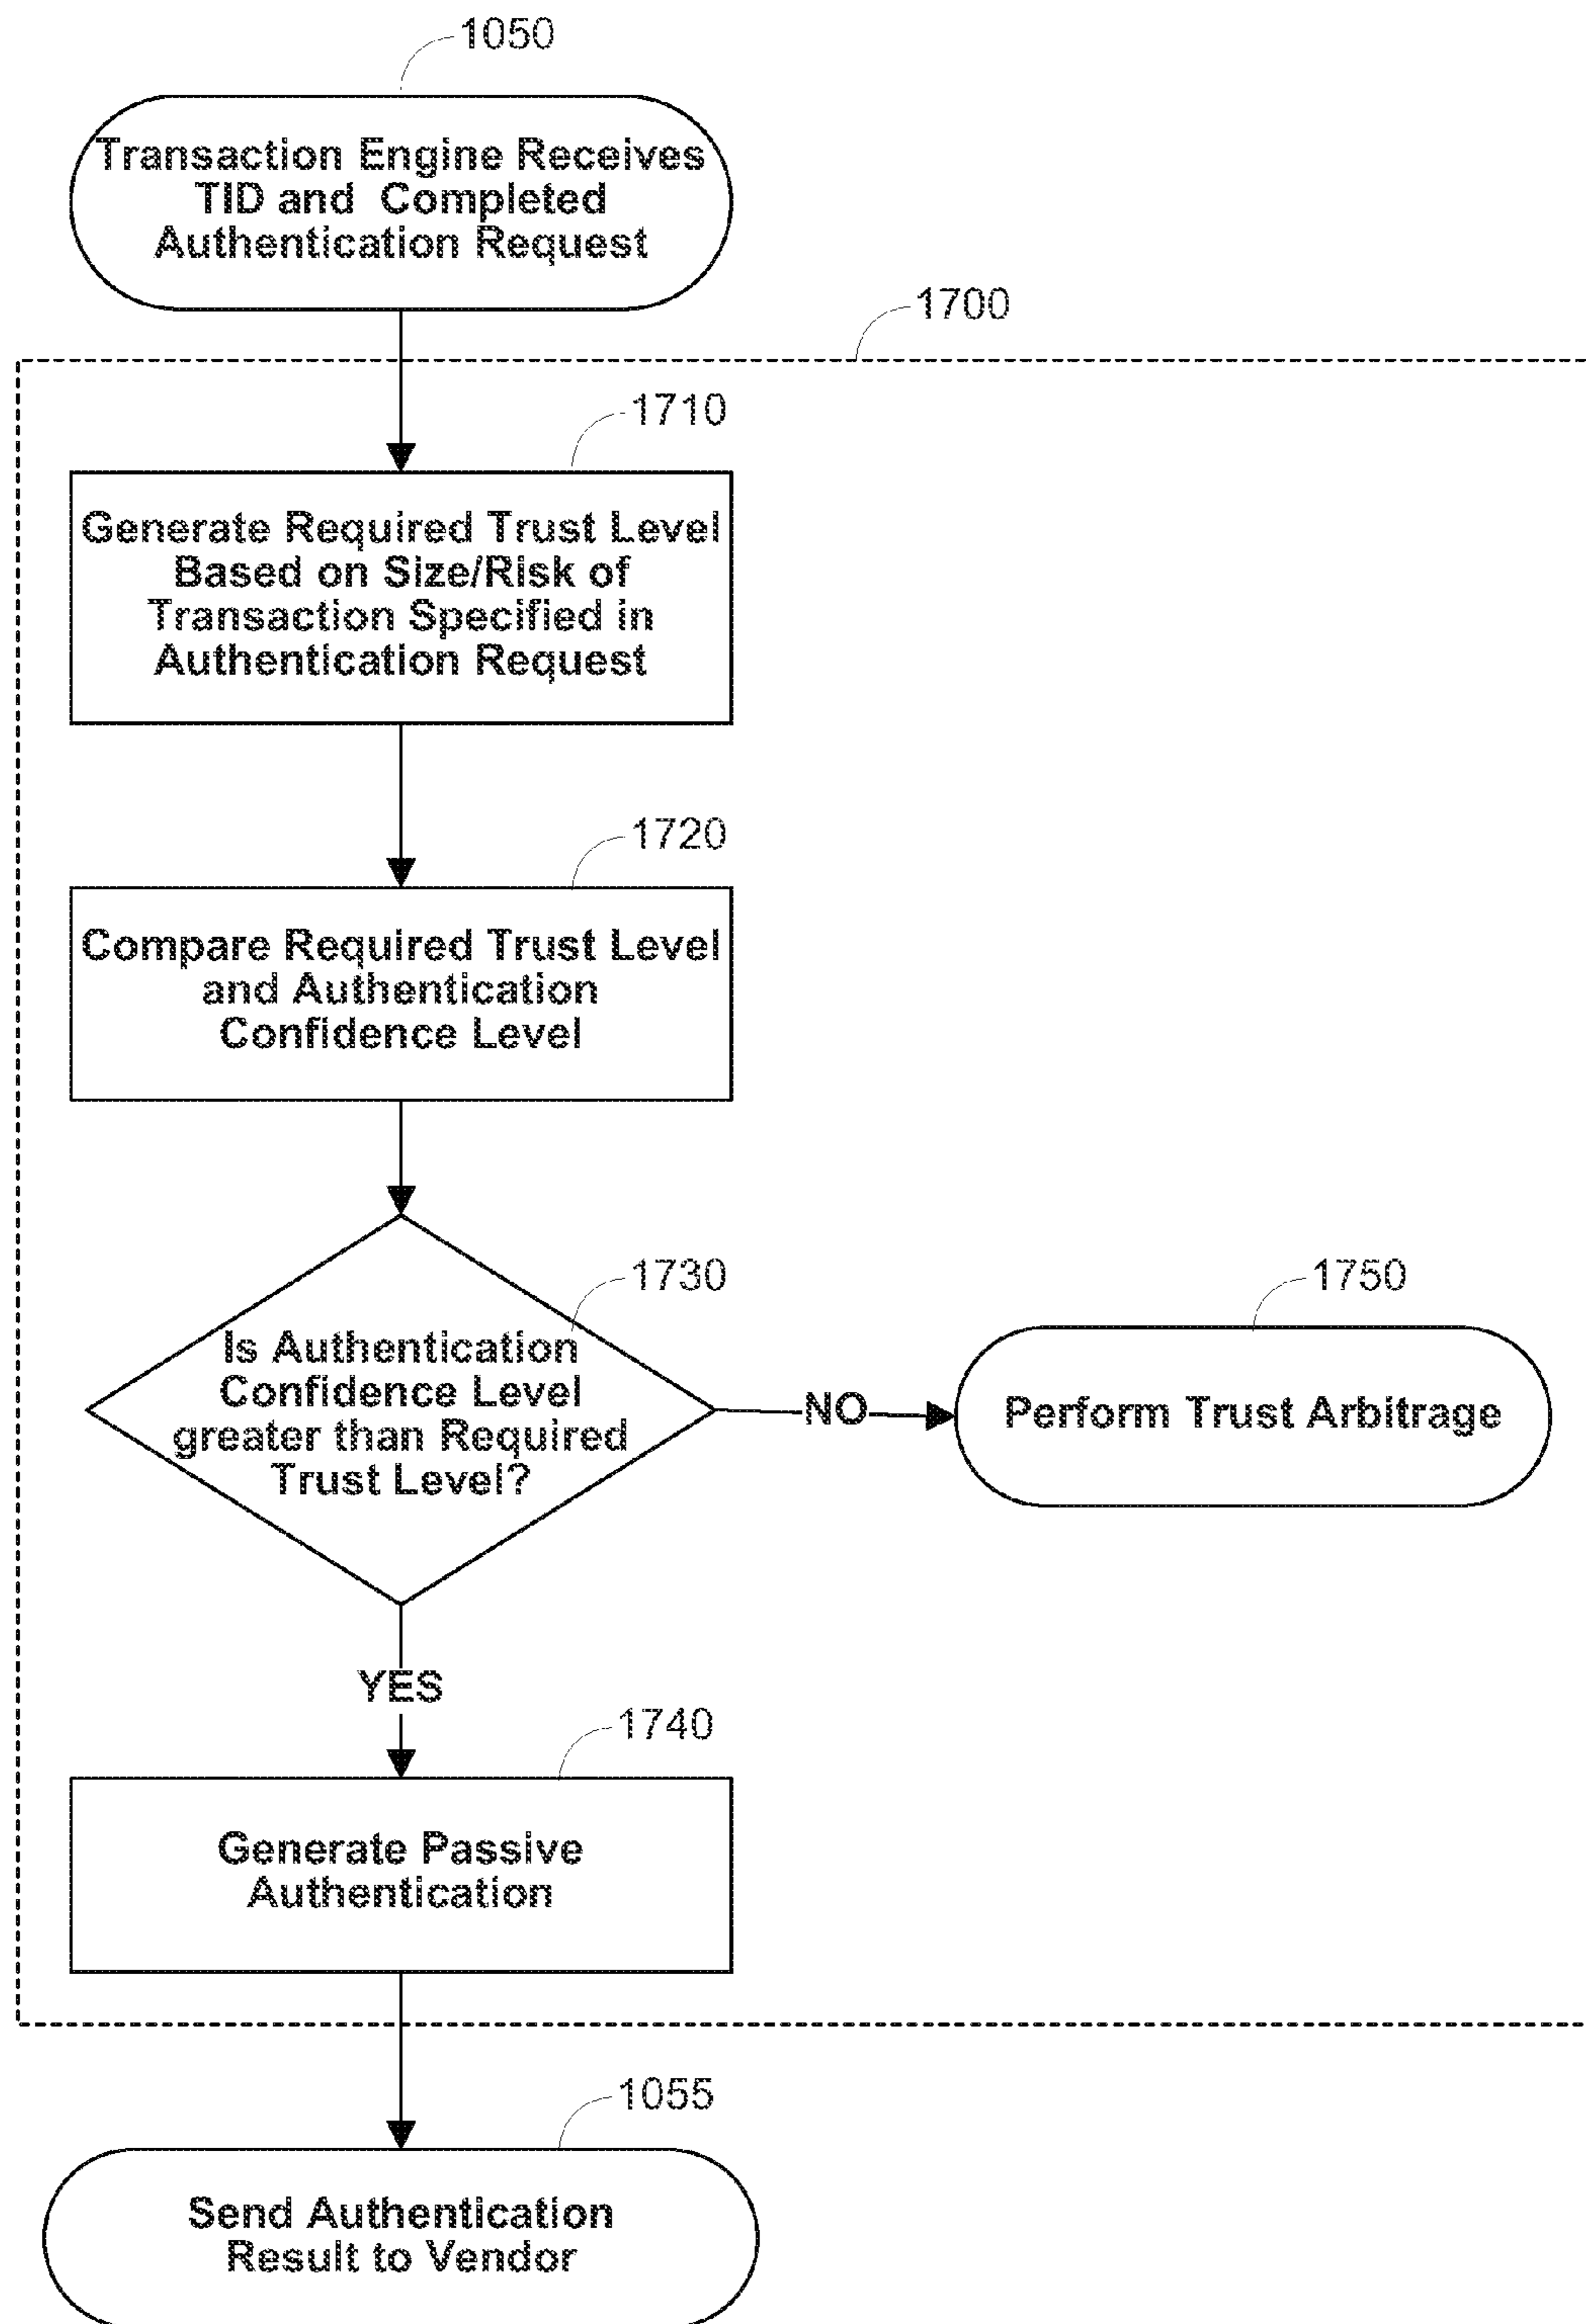 1050
Transaction Engine Receives
TID and Completed
Authentication Request
1700
1710
Generate Required Trust Level
Based on Size/Risk of
Transaction Specified in
Authentication Request
1720
Compare Required Trust Level
and Authentication
Confidence Level
1730
Is Authentication
Confidence Level
greater than Required
Trust Level?
NO
1750
Perform Trust Arbitrage
YES
1740
Generate Passive
Authentication
1055
Send Authentication
Result to Vendor